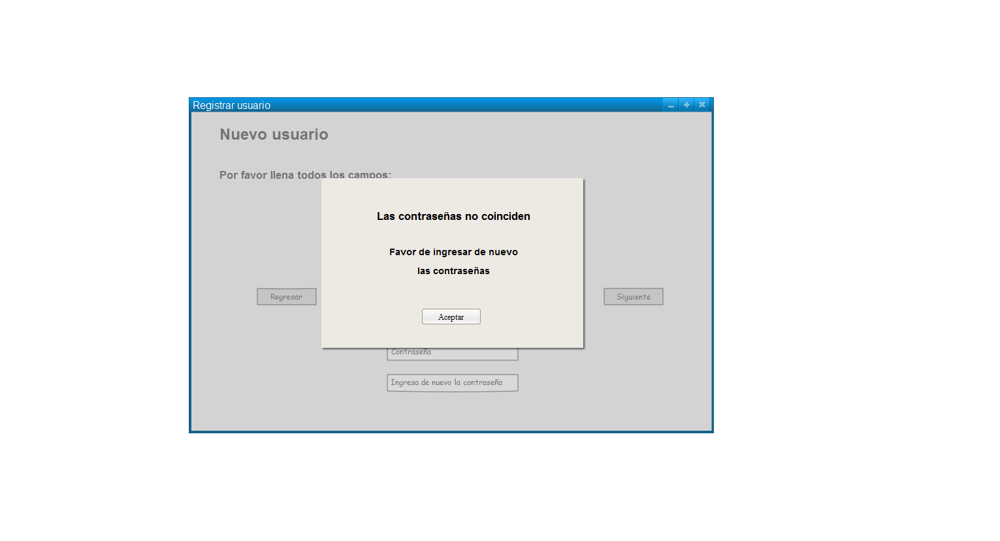 Registrar usuario
Nuevo usuario
Por favor llena todos los campos:
Las contraseñas no coinciden
Favor de ingresar de nuevo
las contraseñas
Regresar
Siguiente
Aceptar
Contraseña
Ingresa de nuevo la contraseña